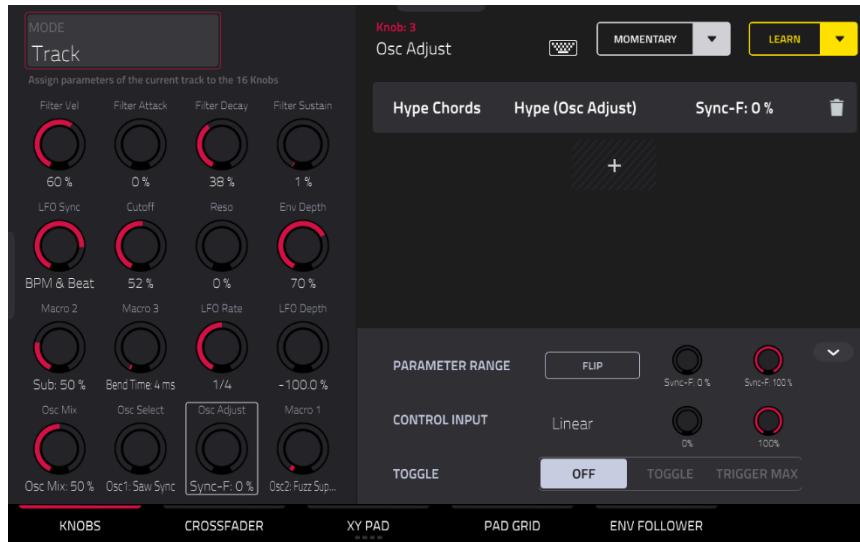 MODE
Track
Assign parameters of the current track to the 16 Knobs
Filter Vel Filter Attack Filter Decay Filter Sustain
60 % 0 % 38 % 1 %
LFO Sync Cutoff Reso Env Depth
BPM & Beat 52 % 0 % 70 %
Macro 2 Macro 3 LFO Rate LFO Depth
Sub: 50 % Bend Time: 4 ms 1/4 -100.0 %
Osc Mix Osc Select Osc Adjust Macro 1
Osc Mix: 50 % Osc1: Saw Sync Sync-F: 0 % Osc2: Fuzz Sup...
Knob: 3
Osc Adjust
MOMENTARY
LEARN
Hype Chords Hype (Osc Adjust) Sync-F: 0 %
+
PARAMETER RANGE FLIP Sync-F: 0 % Sync-F: 100 %
CONTROL INPUT Linear 0% 100%
TOGGLE OFF TOGGLE TRIGGER MAX
KNOBS CROSSFADER XY PAD PAD GRID ENV FOLLOWER